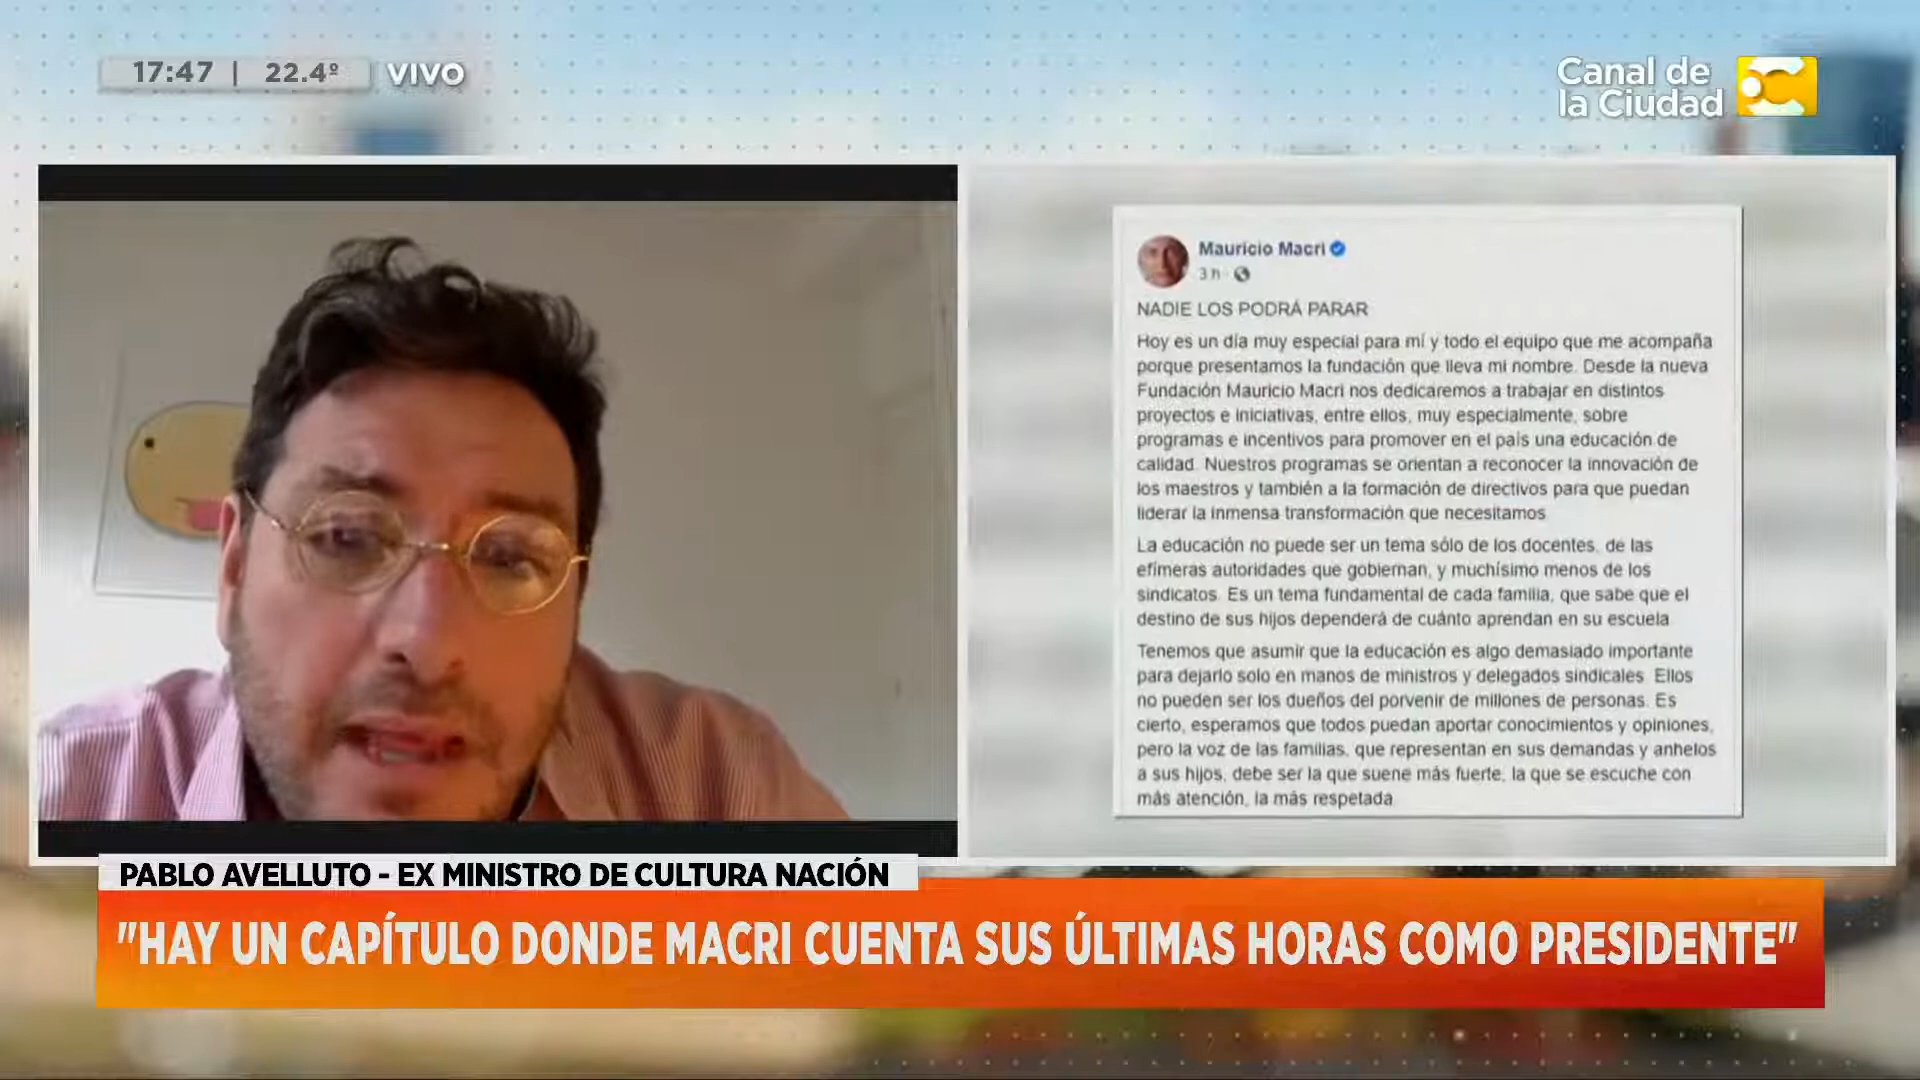 17:47 | 22.4º VIVO
Canal de
la Ciudad
Mauricio Macri
3 h
NADIE LOS PODRÁ PARAR
Hoy es un día muy especial para mí y todo el equipo que me acompaña
porque presentamos la fundación que lleva mi nombre. Desde la nueva
Fundación Mauricio Macri nos dedicaremos a trabajar en distintos
proyectos e iniciativas, entre ellos, muy especialmente, sobre
programas e incentivos para promover en el país una educación de
calidad. Nuestros programas se orientan a reconocer la innovación de
los maestros y también a la formación de directivos para que puedan
liderar la inmensa transformación que necesitamos
La educación no puede ser un tema sólo de los docentes, de las
efímeras autoridades que gobiernan, y muchísimo menos de los
sindicatos. Es un tema fundamental de cada familia, que sabe que el
destino de sus hijos dependerá de cuánto aprendan en su escuela
Tenemos que asumir que la educación es algo demasiado importante
para dejarlo solo en manos de ministros y delegados sindicales. Ellos
no pueden ser los dueños del porvenir de millones de personas. Es
cierto, esperamos que todos puedan aportar conocimientos y opiniones,
pero la voz de las familias, que representan en sus demandas y anhelos
a sus hijos, debe ser la que suene más fuerte, la que se escuche con
más atención, la más respetada
PABLO AVELLUTO - EX MINISTRO DE CULTURA NACIÓN
"HAY UN CAPÍTULO DONDE MACRI CUENTA SUS ÚLTIMAS HORAS COMO PRESIDENTE"